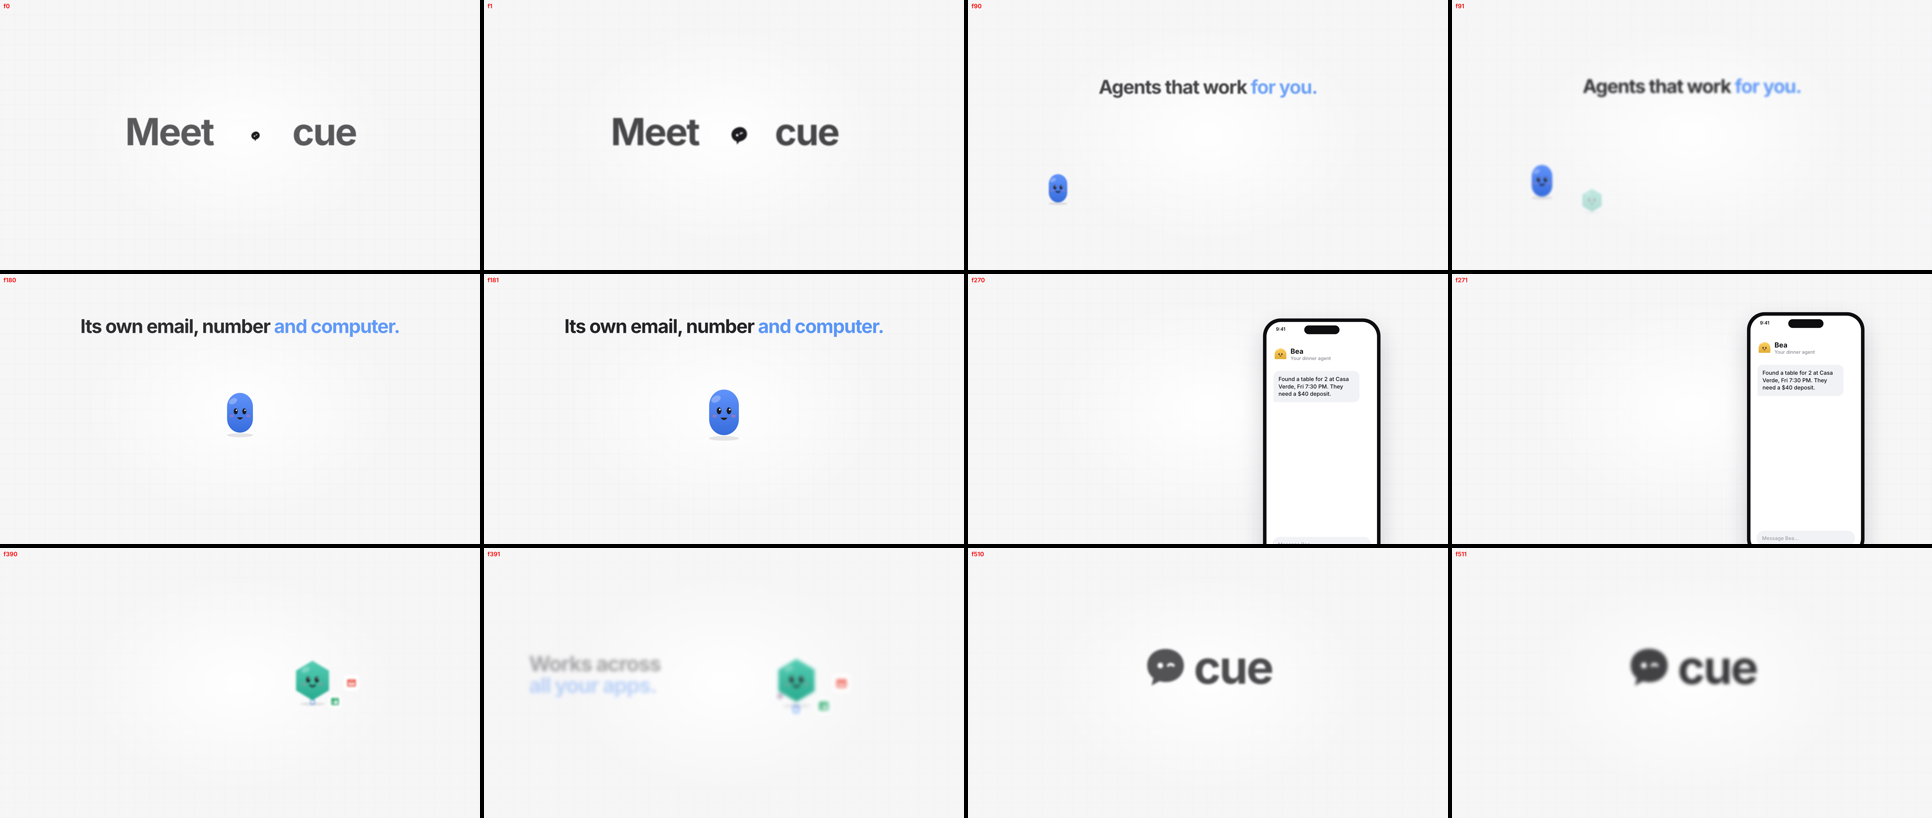 f0
Meet cue
f1
Meet cue
f90
Agents that work for you.
f91
Agents that work for you.
f180
Its own email, number and computer.
f181
Its own email, number and computer.
f270
9:41
Bea
Your dinner agent
Found a table for 2 at Casa
Verde, Fri 7:30 PM. They
need a $40 deposit.
f271
9:41
Bea
Your dinner agent
Found a table for 2 at Casa
Verde, Fri 7:30 PM. They
need a $40 deposit.
Message Bea...
f390
f391
Works across
all your apps.
f510
cue
f511
cue